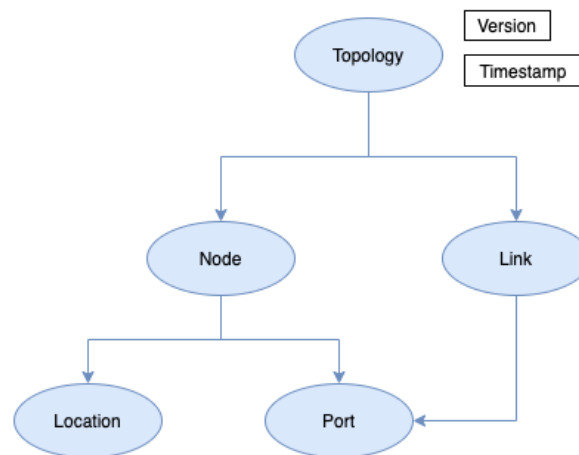 Version
Topology
Timestamp
Node
Link
Location
Port